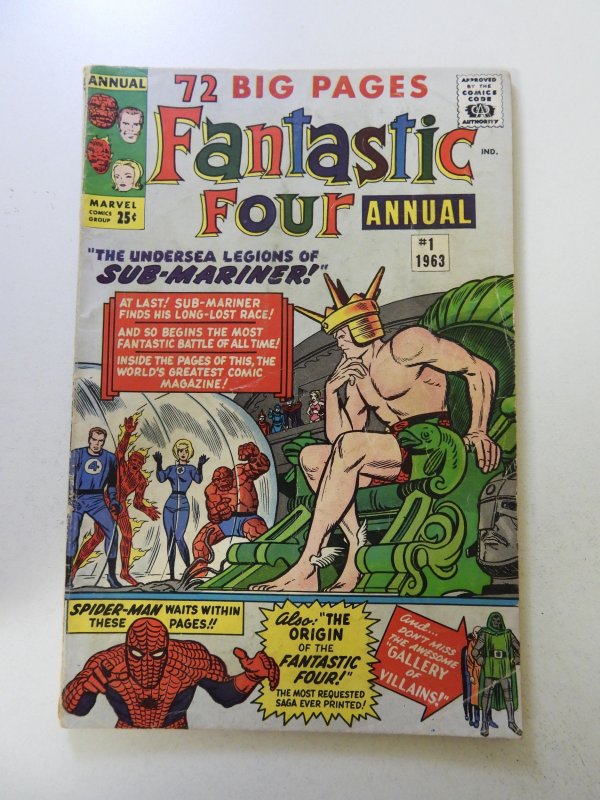 ANNUAL
72 BIG PAGES
APPROVED
BY THE
COMICS
CODE
CA
AUTHORITY
Fantastic
FOUR ANNUAL
IND.
MARVEL
COMICS
GROUP 25¢
#1
1963
"THE UNDERSEA LEGIONS OF
SUB-MARINER!"
AT LAST! SUB-MARINER
FINDS HIS LONG-LOST RACE!
AND SO BEGINS THE MOST
FANTASTIC BATTLE OF ALL TIME!
INSIDE THE PAGES OF THIS, THE
WORLD'S GREATEST COMIC
MAGAZINE!
4
SPIDER-MAN WAITS WITHIN
THESE PAGES!!
Also: "THE
ORIGIN
OF THE
FANTASTIC
FOUR!"
THE MOST REQUESTED
SAGA EVER PRINTED!
And...
DON'T MISS
THE AWESOME
"GALLERY
OF
VILLAINS!"